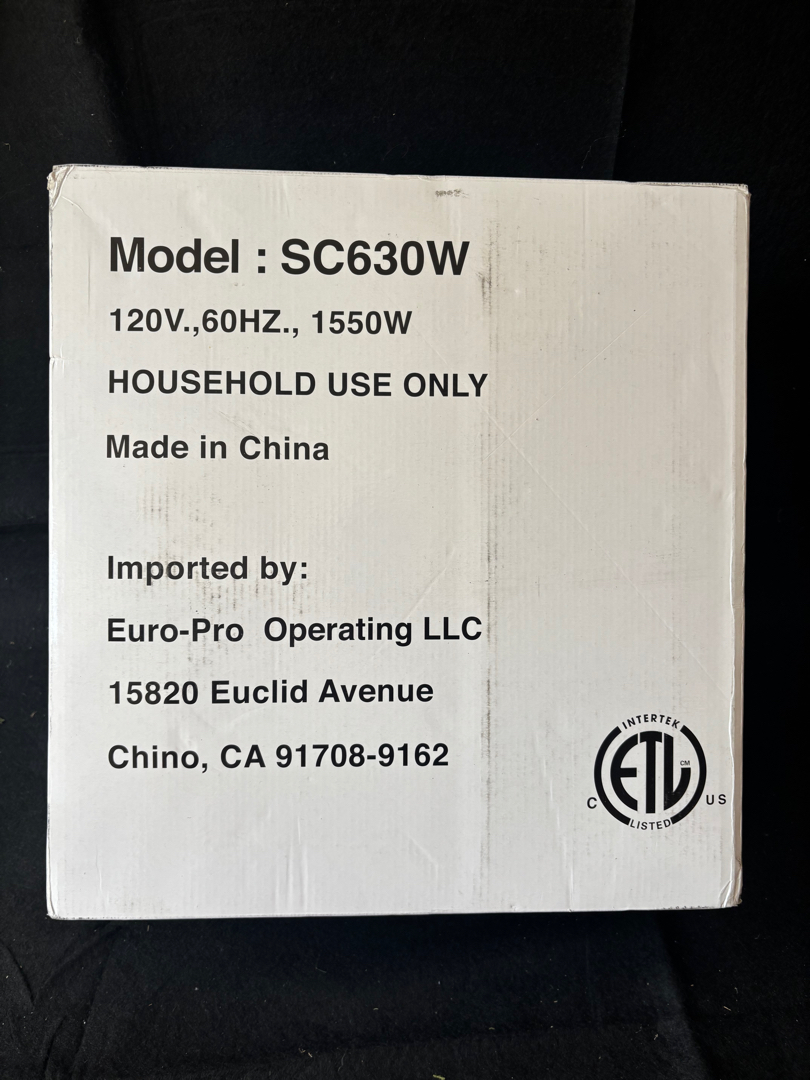 Model : SC630W
120V.,60HZ., 1550W
HOUSEHOLD USE ONLY
Made in China
Imported by:
Euro-Pro Operating LLC
15820 Euclid Avenue
Chino, CA 91708-9162
INTERTEK
ETL CM
C US
LISTED